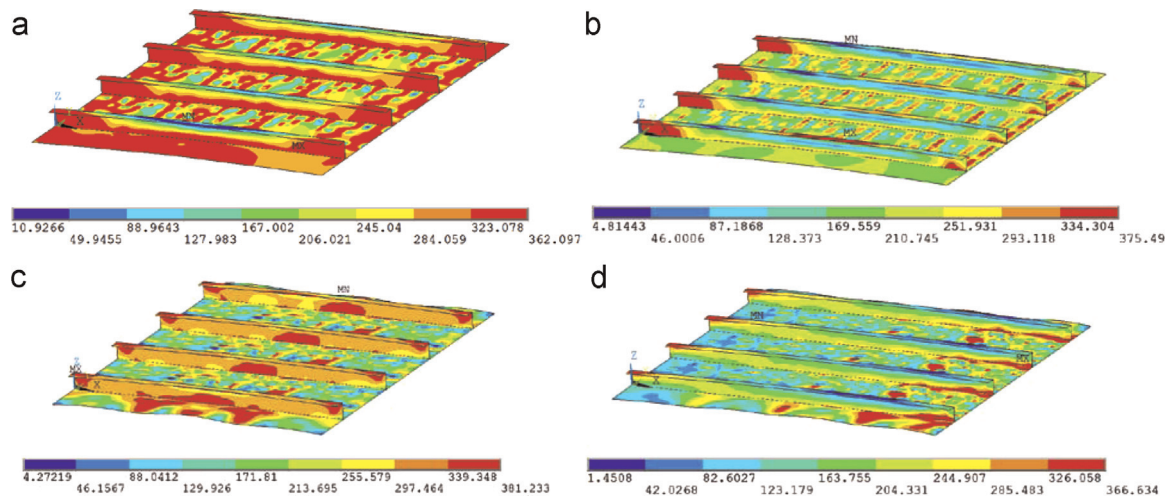 a
MN
Z
X
MX
10.9266 88.9643 167.002 245.04 323.078
49.9455 127.983 206.021 284.059 362.097
b
MN
Z
X
MX
4.81443 87.1868 169.559 251.931 334.304
46.0006 128.373 210.745 293.118 375.49
c
MN
Z
MX
X
4.27219 88.0412 171.81 255.579 339.348
46.1567 129.926 213.695 297.464 381.233
d
MN
MX
Z
X
1.4508 82.6027 163.755 244.907 326.058
42.0268 123.179 204.331 285.483 366.634